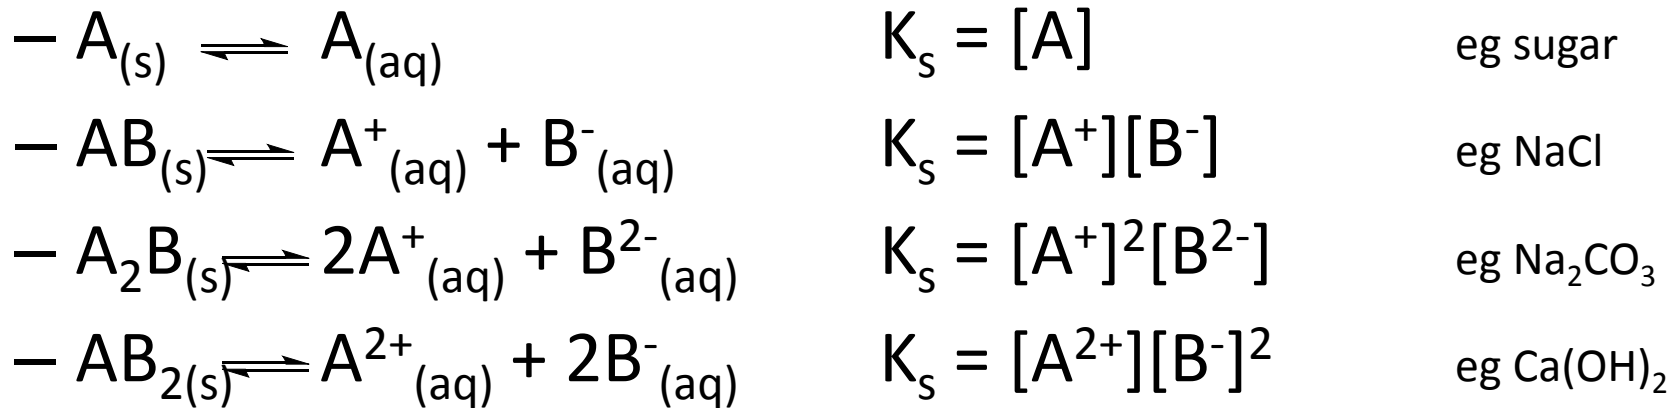 – A(s) ⇌ A(aq) Ks = [A] eg sugar
– AB(s) ⇌ A⁺(aq) + B⁻(aq) Ks = [A⁺][B⁻] eg NaCl
– A₂B(s) ⇌ 2A⁺(aq) + B²⁻(aq) Ks = [A⁺]²[B²⁻] eg Na₂CO₃
– AB₂(s) ⇌ A²⁺(aq) + 2B⁻(aq) Ks = [A²⁺][B⁻]² eg Ca(OH)₂